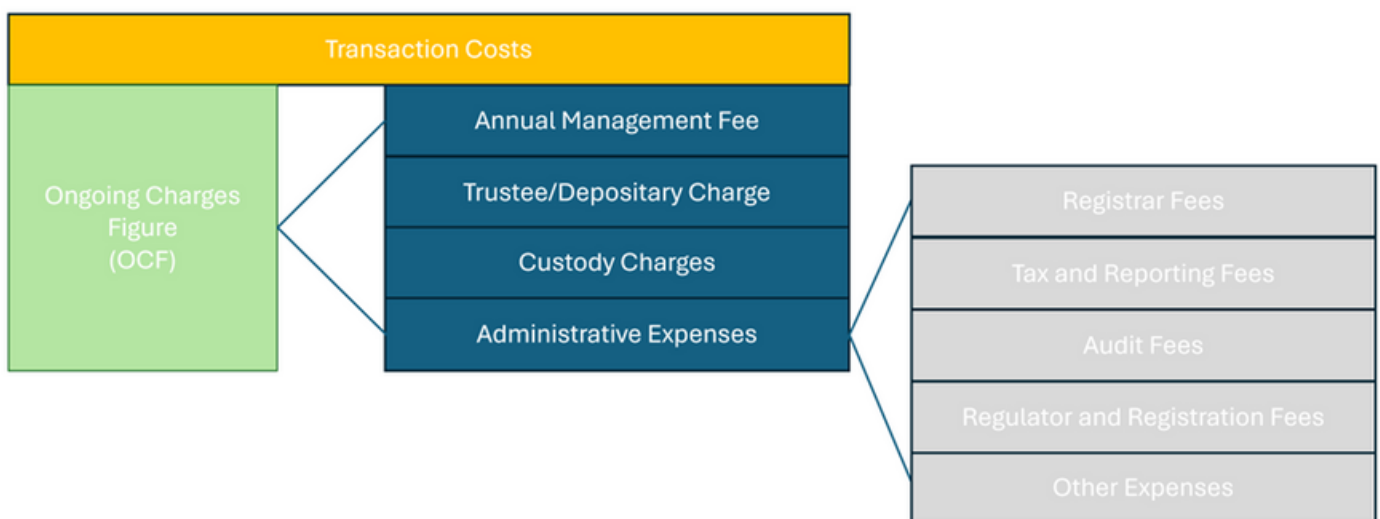 Transaction Costs
Ongoing Charges
Figure
(OCF)
Annual Management Fee
Trustee/Depositary Charge
Custody Charges
Administrative Expenses
Registrar Fees
Tax and Reporting Fees
Audit Fees
Regulator and Registration Fees
Other Expenses